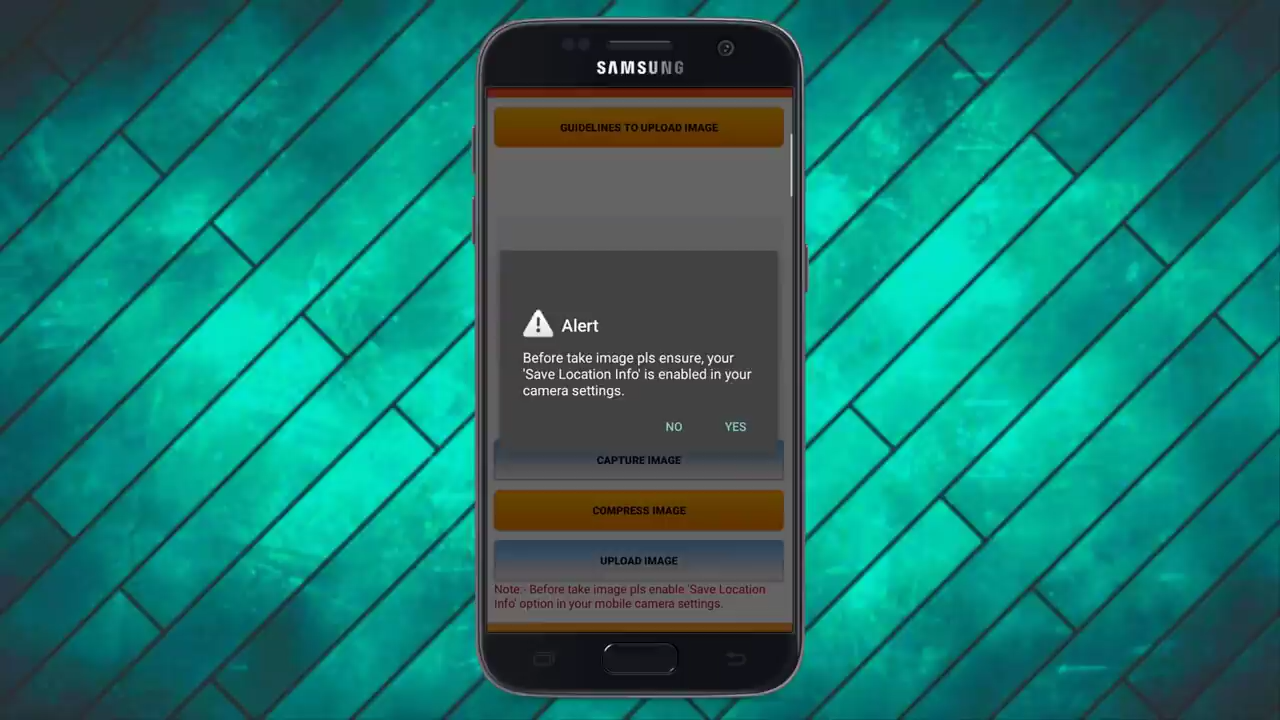 SAMSUNG
GUIDELINES TO UPLOAD IMAGE
Alert
Before take image pls ensure, your
'Save Location Info' is enabled in your
camera settings.
NO YES
CAPTURE IMAGE
COMPRESS IMAGE
UPLOAD IMAGE
Note:- Before take image pls enable 'Save Location
Info' option in your mobile camera settings.